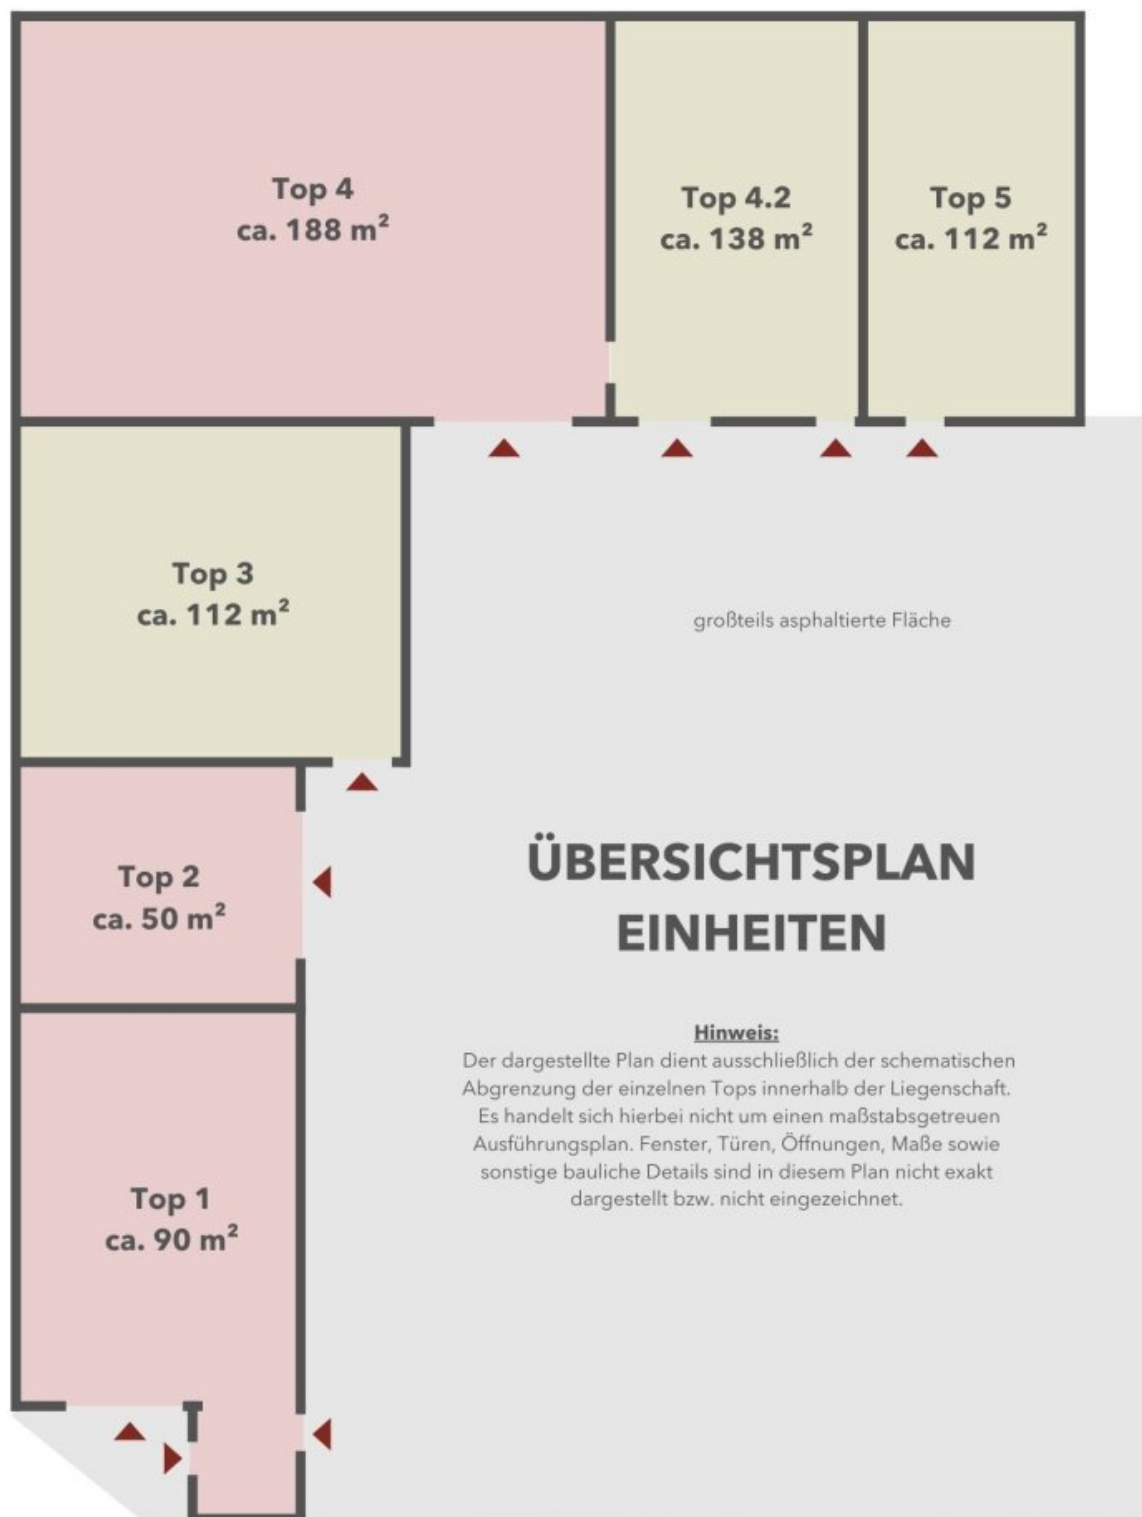 Top 4
ca. 188 m²
Top 4.2
ca. 138 m²
Top 5
ca. 112 m²
Top 3
ca. 112 m²
großteils asphaltierte Fläche
Top 2
ca. 50 m²
ÜBERSICHTSPLAN
EINHEITEN
Hinweis:
Der dargestellte Plan dient ausschließlich der schematischen
Abgrenzung der einzelnen Tops innerhalb der Liegenschaft.
Es handelt sich hierbei nicht um einen maßstabsgetreuen
Ausführungsplan. Fenster, Türen, Öffnungen, Maße sowie
sonstige bauliche Details sind in diesem Plan nicht exakt
dargestellt bzw. nicht eingezeichnet.
Top 1
ca. 90 m²